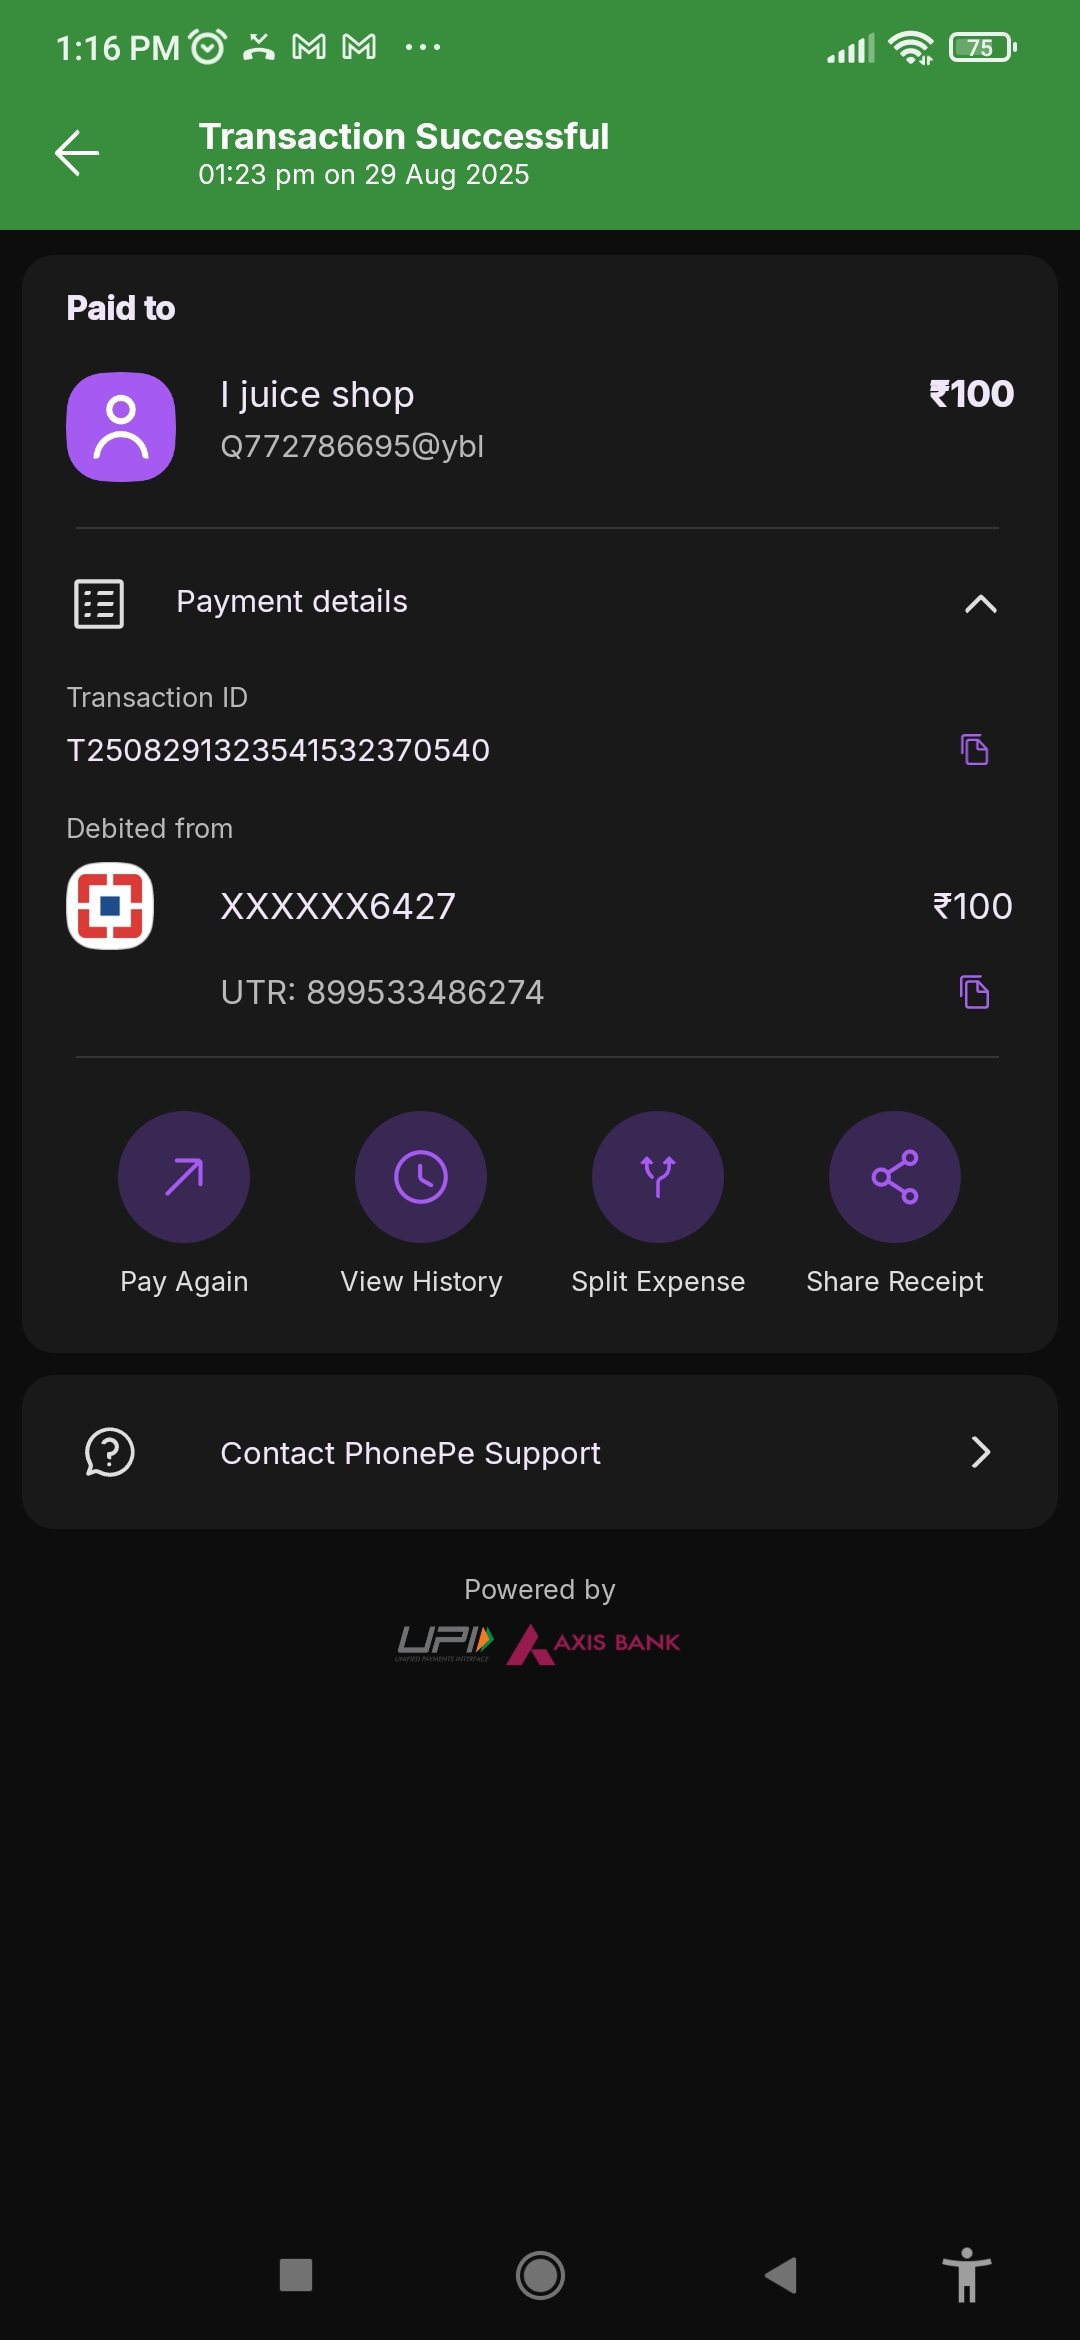 1:16 PM
75
Transaction Successful
01:23 pm on 29 Aug 2025
Paid to
I juice shop
₹100
Q772786695@ybl
Payment details
Transaction ID
T2508291323541532370540
Debited from
XXXXXX6427
₹100
UTR: 899533486274
Pay Again
View History
Split Expense
Share Receipt
Contact PhonePe Support
Powered by
UPI
UNIFIED PAYMENTS INTERFACE
AXIS BANK